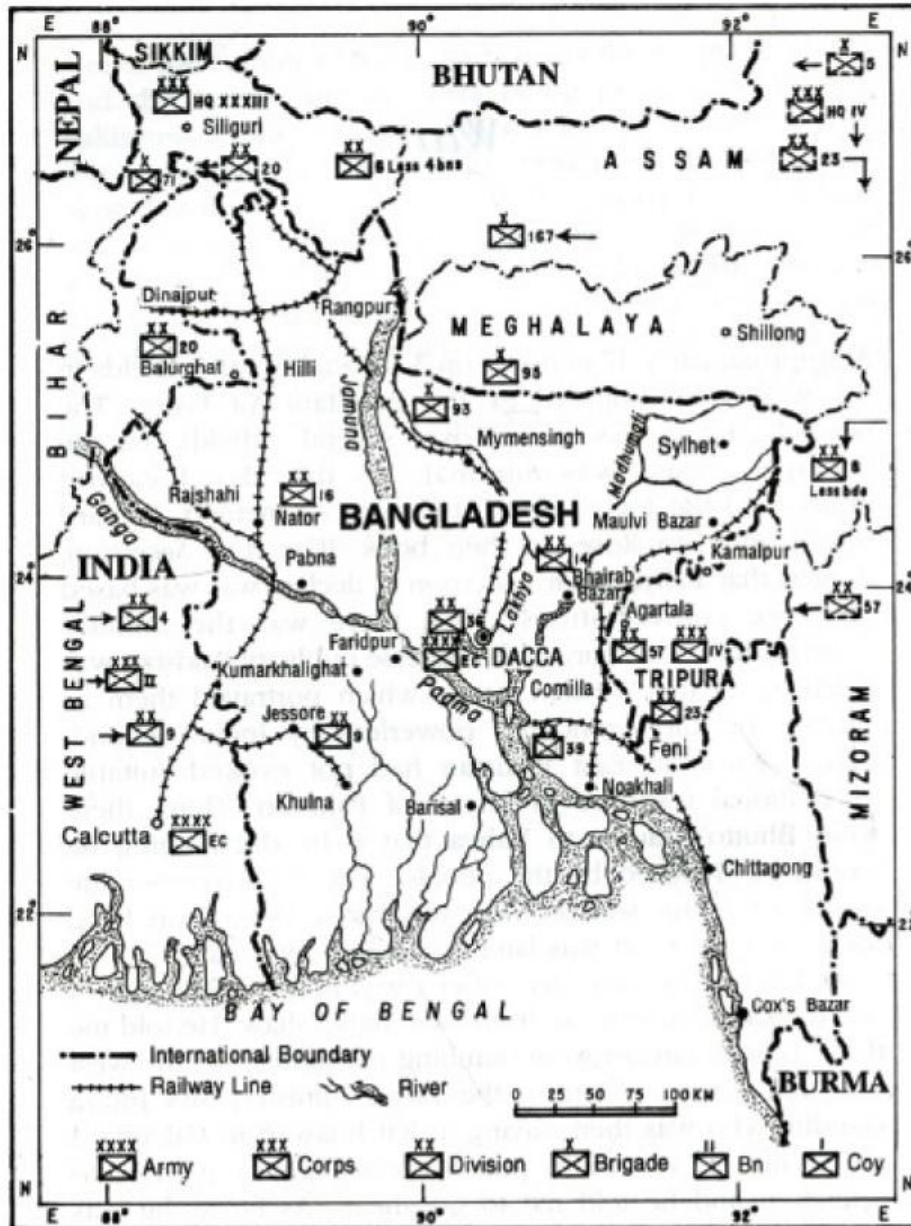 E 88° 90 92 E
N SIKKIM BHUTAN N
NEPAL
XXX HQ XXXIII
Siliguri
X 5
XXX HQ IV
ASSAM
XX 23
X 71
XX 20
XX 6 Less 4 bns
26° 26°
X 167
Dinajput
Rangpur
MEGHALAYA
Shillong
BIHAR
XX 20
Balurghat
Hilli
Jamuna
X 95
X 93
Mymensingh
Madhumati
Sylhet
XX 8
Less bde
Ganga
Rajshahi
XX 16
Nator
BANGLADESH
Maulvi Bazar
Pabna
Kamalpur
24 24
INDIA
XX 14
Bhairab
Bazar
Lakhya
XX 4
XX 36
Agartala
XX 57
Faridpur
XXXX EC
DACCA
XX 57
XXX IV
XXX II
Kumarkhalighat
Padma
Comilla
TRIPURA
WEST BENGAL
Jessore
XX 23
XX 9
XX 9
XX 39
Feni
MIZORAM
Khulna
Barisal
Noakhali
Calcutta
XXXX EC
Chittagong
22 22
BAY OF BENGAL
Cox's Bazar
International Boundary
Railway Line River
BURMA
0 25 50 75 100 KM
XXXX Army XXX Corps XX Division X Brigade II Bn I Coy
N N
E 88° 90 92 E